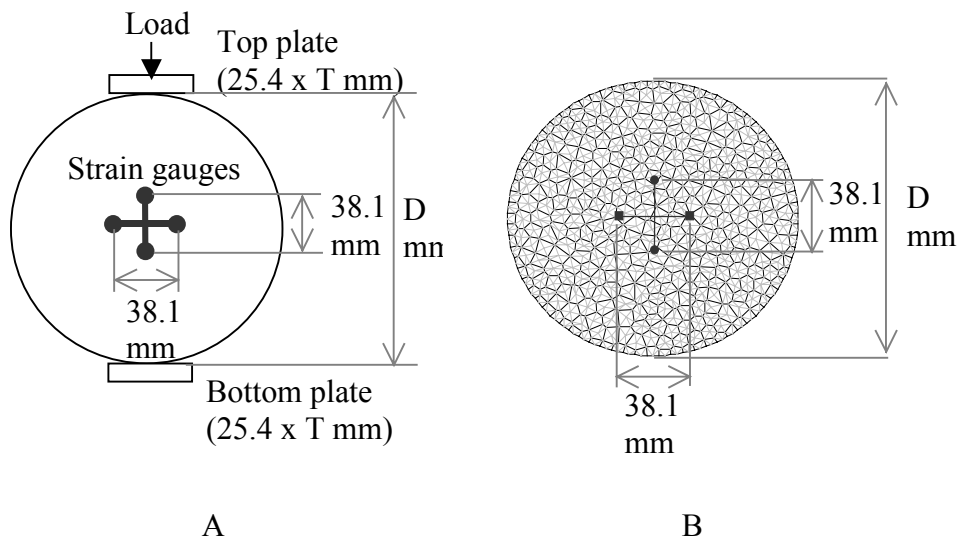 Load
Top plate
(25.4 x T mm)
Strain gauges
38.1
mm
D
mm
38.1
mm
Bottom plate
(25.4 x T mm)
A
38.1
mm
D
mm
38.1
mm
B